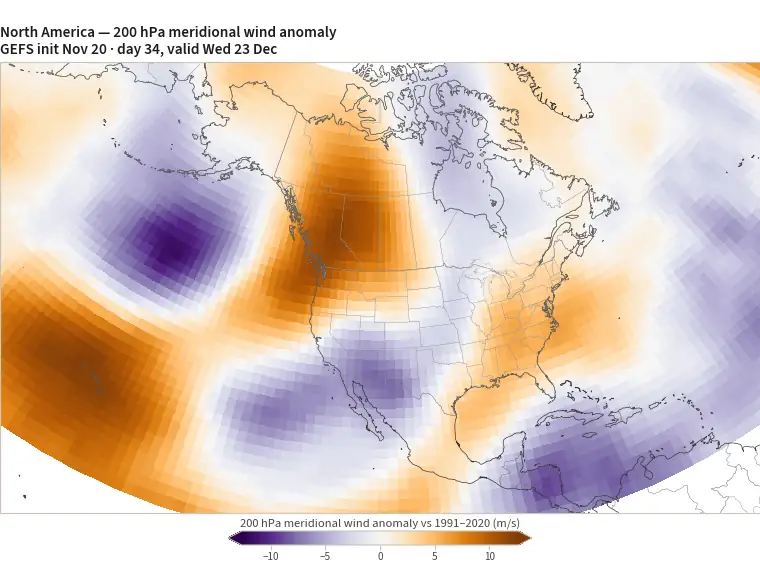 North America — 200 hPa meridional wind anomaly
GEFS init Nov 20 · day 34, valid Wed 23 Dec
200 hPa meridional wind anomaly vs 1991–2020 (m/s)
−10 −5 0 5 10